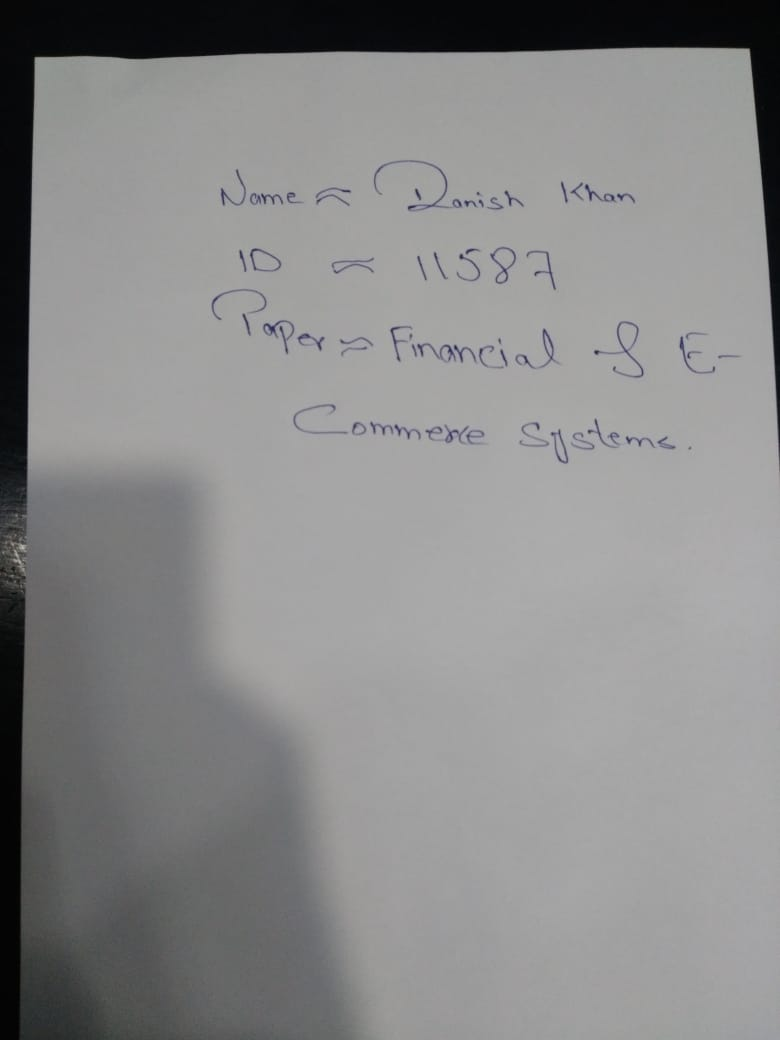 Name = Danish Khan
ID = 11587
Paper = Financial & E-
Commerce Systems.